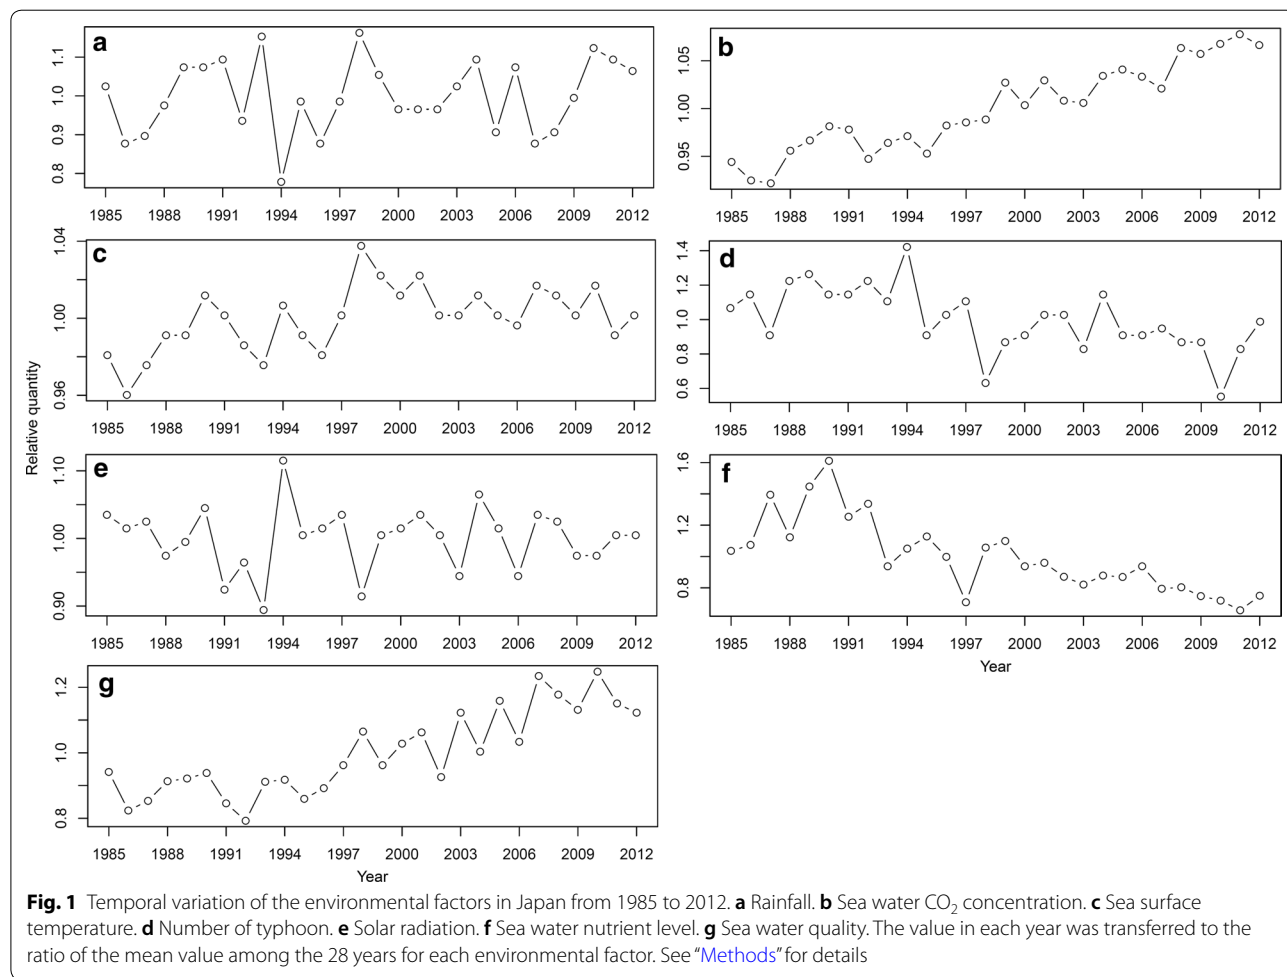 a
0.8 0.9 1.0 1.1
1985 1988 1991 1994 1997 2000 2003 2006 2009 2012
b
0.95 1.00 1.05
1985 1988 1991 1994 1997 2000 2003 2006 2009 2012
c
0.96 1.00 1.04
1985 1988 1991 1994 1997 2000 2003 2006 2009 2012
d
0.6 0.8 1.0 1.2 1.4
1985 1988 1991 1994 1997 2000 2003 2006 2009 2012
Relative quantity
e
0.90 1.00 1.10
1985 1988 1991 1994 1997 2000 2003 2006 2009 2012
f
0.8 1.2 1.6
1985 1988 1991 1994 1997 2000 2003 2006 2009 2012
Year
g
0.8 1.0 1.2
1985 1988 1991 1994 1997 2000 2003 2006 2009 2012
Year
Fig. 1 Temporal variation of the environmental factors in Japan from 1985 to 2012. a Rainfall. b Sea water CO₂ concentration. c Sea surface
temperature. d Number of typhoon. e Solar radiation. f Sea water nutrient level. g Sea water quality. The value in each year was transferred to the
ratio of the mean value among the 28 years for each environmental factor. See “Methods” for details